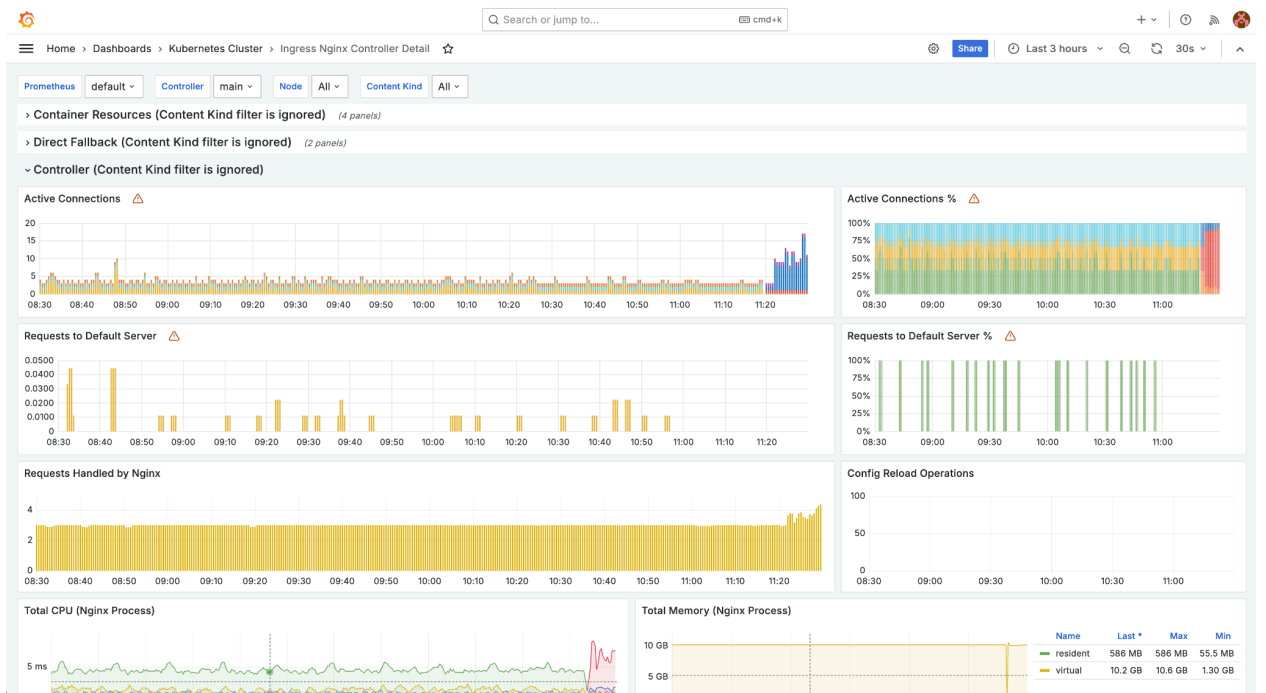 Search or jump to... cmd+k
Home › Dashboards › Kubernetes Cluster › Ingress Nginx Controller Detail Share Last 3 hours 30s
Prometheus default Controller main Node All Content Kind All
Container Resources (Content Kind filter is ignored) (4 panels)
Direct Fallback (Content Kind filter is ignored) (2 panels)
Controller (Content Kind filter is ignored)
Active Connections
20
15
10
5
0
08:30 08:40 08:50 09:00 09:10 09:20 09:30 09:40 09:50 10:00 10:10 10:20 10:30 10:40 10:50 11:00 11:10 11:20
Active Connections %
100%
75%
50%
25%
0%
08:30 09:00 09:30 10:00 10:30 11:00
Requests to Default Server
0.0500
0.0400
0.0300
0.0200
0.0100
0
08:30 08:40 08:50 09:00 09:10 09:20 09:30 09:40 09:50 10:00 10:10 10:20 10:30 10:40 10:50 11:00 11:10 11:20
Requests to Default Server %
100%
75%
50%
25%
0%
08:30 09:00 09:30 10:00 10:30 11:00
Requests Handled by Nginx
4
2
0
08:30 08:40 08:50 09:00 09:10 09:20 09:30 09:40 09:50 10:00 10:10 10:20 10:30 10:40 10:50 11:00 11:10 11:20
Config Reload Operations
100
50
0
08:30 09:00 09:30 10:00 10:30 11:00
Total CPU (Nginx Process)
5 ms
Total Memory (Nginx Process)
10 GB
5 GB
Name Last * Max Min
resident 586 MB 586 MB 55.5 MB
virtual 10.2 GB 10.6 GB 1.30 GB